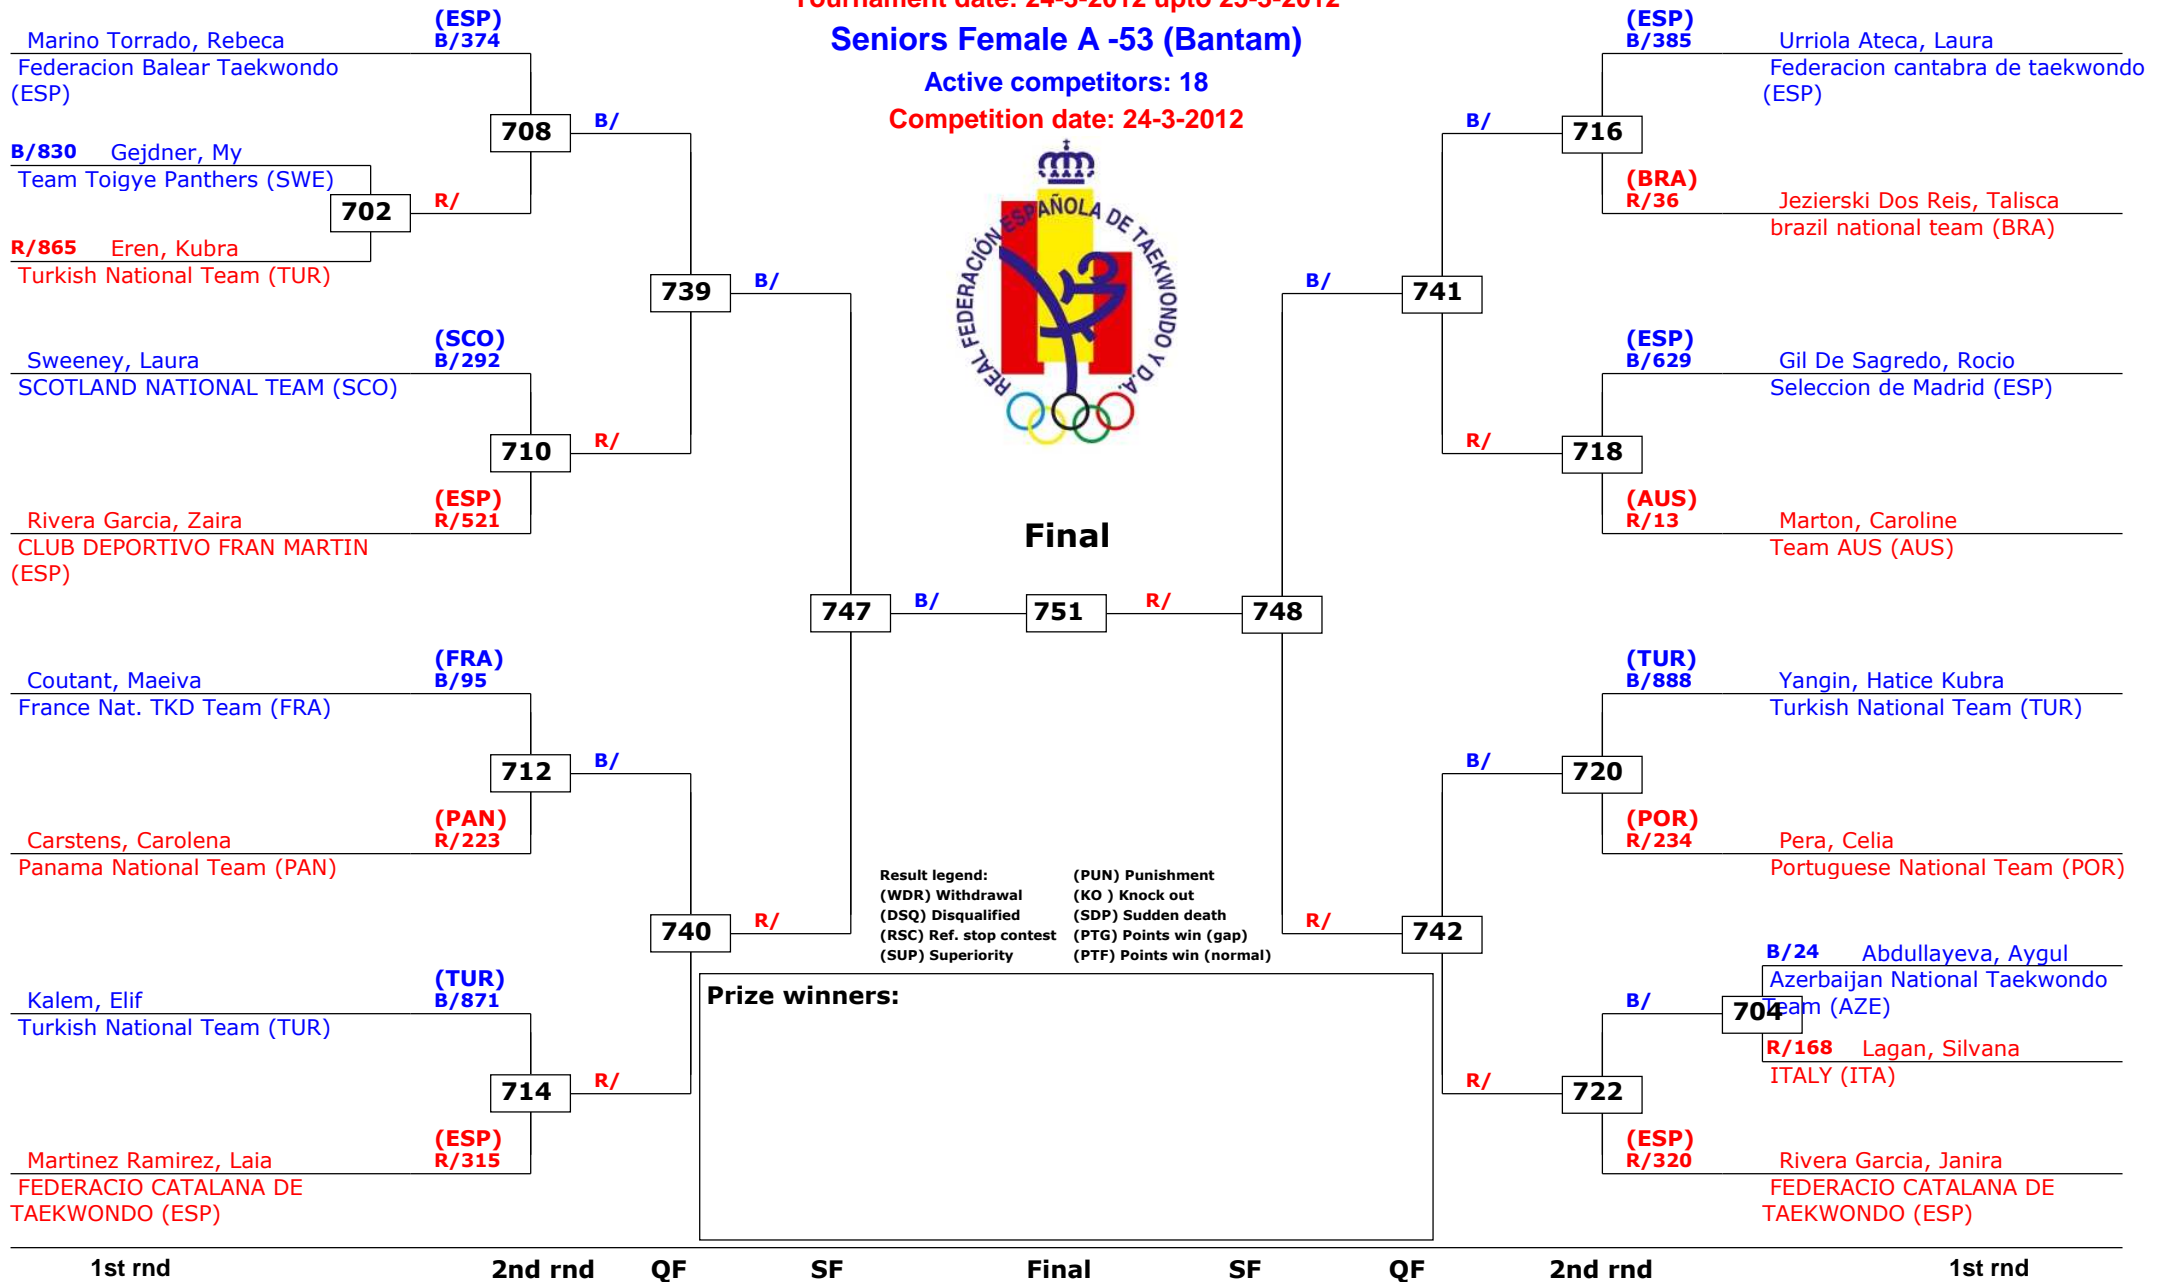 Tournament date: 24-3-2012 upto 25-3-2012
Seniors Female A -53 (Bantam)
Active competitors: 18
Competition date: 24-3-2012
REAL FEDERACIÓN ESPAÑOLA DE TAEKWONDO Y D.A.
(ESP)
Marino Torrado, Rebeca B/374
Federacion Balear Taekwondo
(ESP)
708 B/
B/830 Gejdner, My
Team Toigye Panthers (SWE)
702 R/
R/865 Eren, Kubra
Turkish National Team (TUR)
739 B/
(SCO)
Sweeney, Laura B/292
SCOTLAND NATIONAL TEAM (SCO)
710 R/
(ESP)
Rivera Garcia, Zaira R/521
CLUB DEPORTIVO FRAN MARTIN
(ESP)
747 B/
(FRA)
Coutant, Maeiva B/95
France Nat. TKD Team (FRA)
712 B/
(PAN)
Carstens, Carolena R/223
Panama National Team (PAN)
740 R/
(TUR)
Kalem, Elif B/871
Turkish National Team (TUR)
714 R/
(ESP)
Martinez Ramirez, Laia R/315
FEDERACIO CATALANA DE
TAEKWONDO (ESP)
Final
751
(ESP)
B/385 Urriola Ateca, Laura
Federacion cantabra de taekwondo
(ESP)
B/ 716
(BRA)
R/36 Jezierski Dos Reis, Talisca
brazil national team (BRA)
B/ 741
(ESP)
B/629 Gil De Sagredo, Rocio
Seleccion de Madrid (ESP)
R/ 718
(AUS)
R/13 Marton, Caroline
Team AUS (AUS)
R/ 748
(TUR)
B/888 Yangin, Hatice Kubra
Turkish National Team (TUR)
B/ 720
(POR)
R/234 Pera, Celia
Portuguese National Team (POR)
R/ 742
B/24 Abdullayeva, Aygul
Azerbaijan National Taekwondo
Team (AZE)
B/ 704
R/168 Lagan, Silvana
ITALY (ITA)
R/ 722
(ESP)
R/320 Rivera Garcia, Janira
FEDERACIO CATALANA DE
TAEKWONDO (ESP)
Result legend: (PUN) Punishment
(WDR) Withdrawal (KO ) Knock out
(DSQ) Disqualified (SDP) Sudden death
(RSC) Ref. stop contest (PTG) Points win (gap)
(SUP) Superiority (PTF) Points win (normal)
Prize winners:
1st rnd 2nd rnd QF SF Final SF QF 2nd rnd 1st rnd